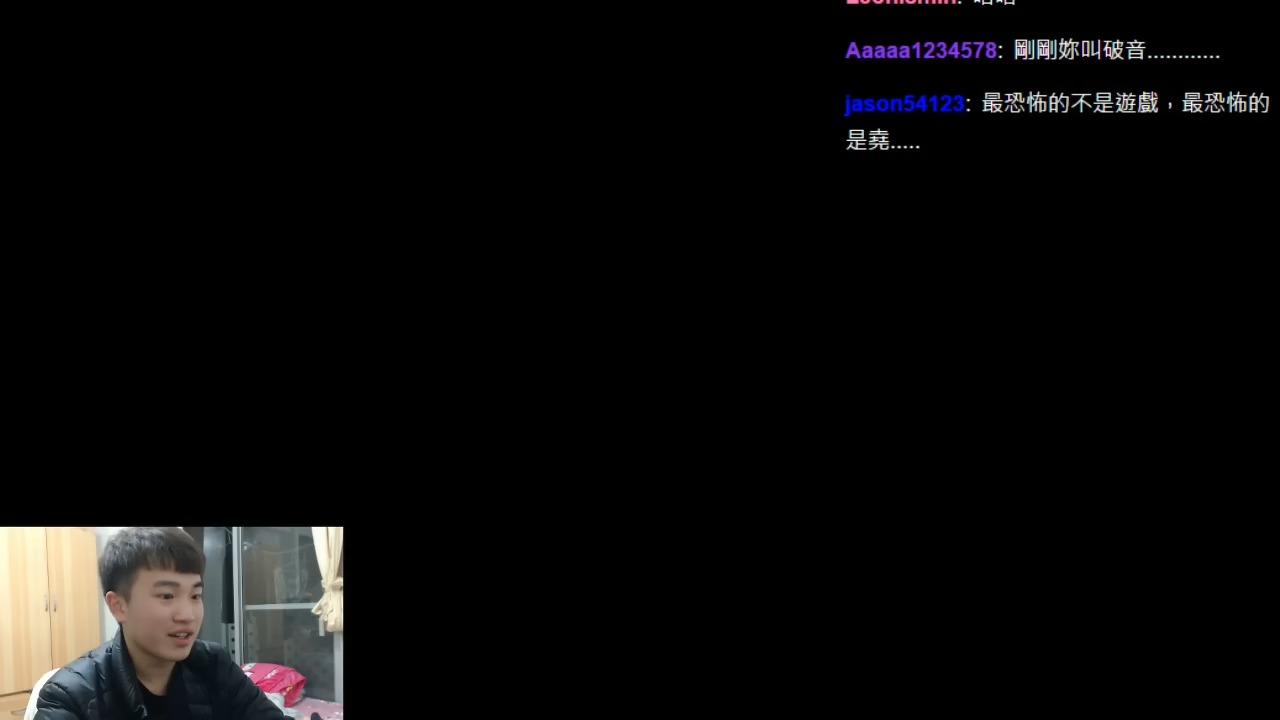 Aaaaa1234578: 剛剛妳叫破音............
jason54123: 最恐怖的不是遊戲，最恐怖的
是堯.....